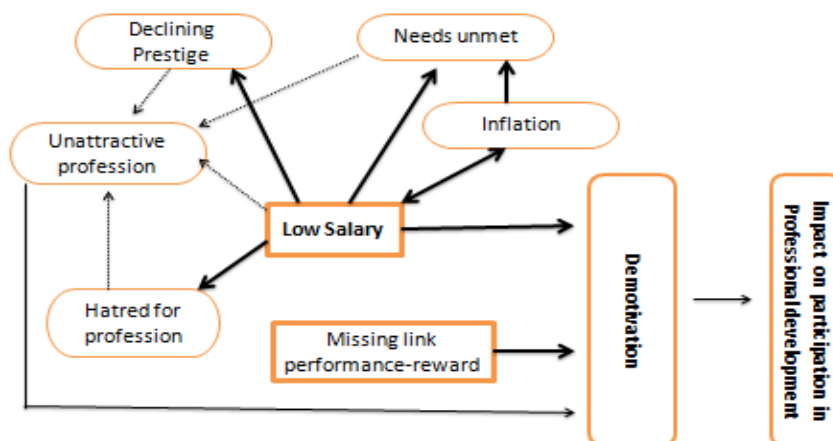 Declining
Prestige
Needs unmet
Inflation
Unattractive
profession
Low Salary
Hatred for
profession
Missing link
performance-reward
Demotivation
Impact on participation in
Professional development